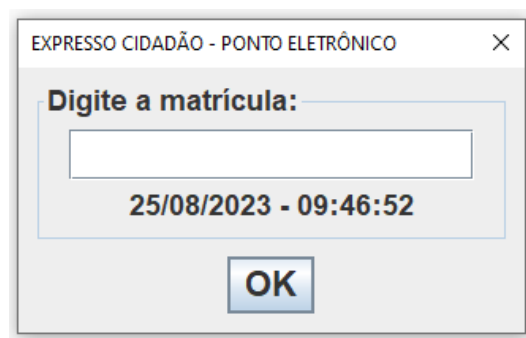 EXPRESSO CIDADÃO - PONTO ELETRÔNICO
Digite a matrícula:
25/08/2023 - 09:46:52
OK